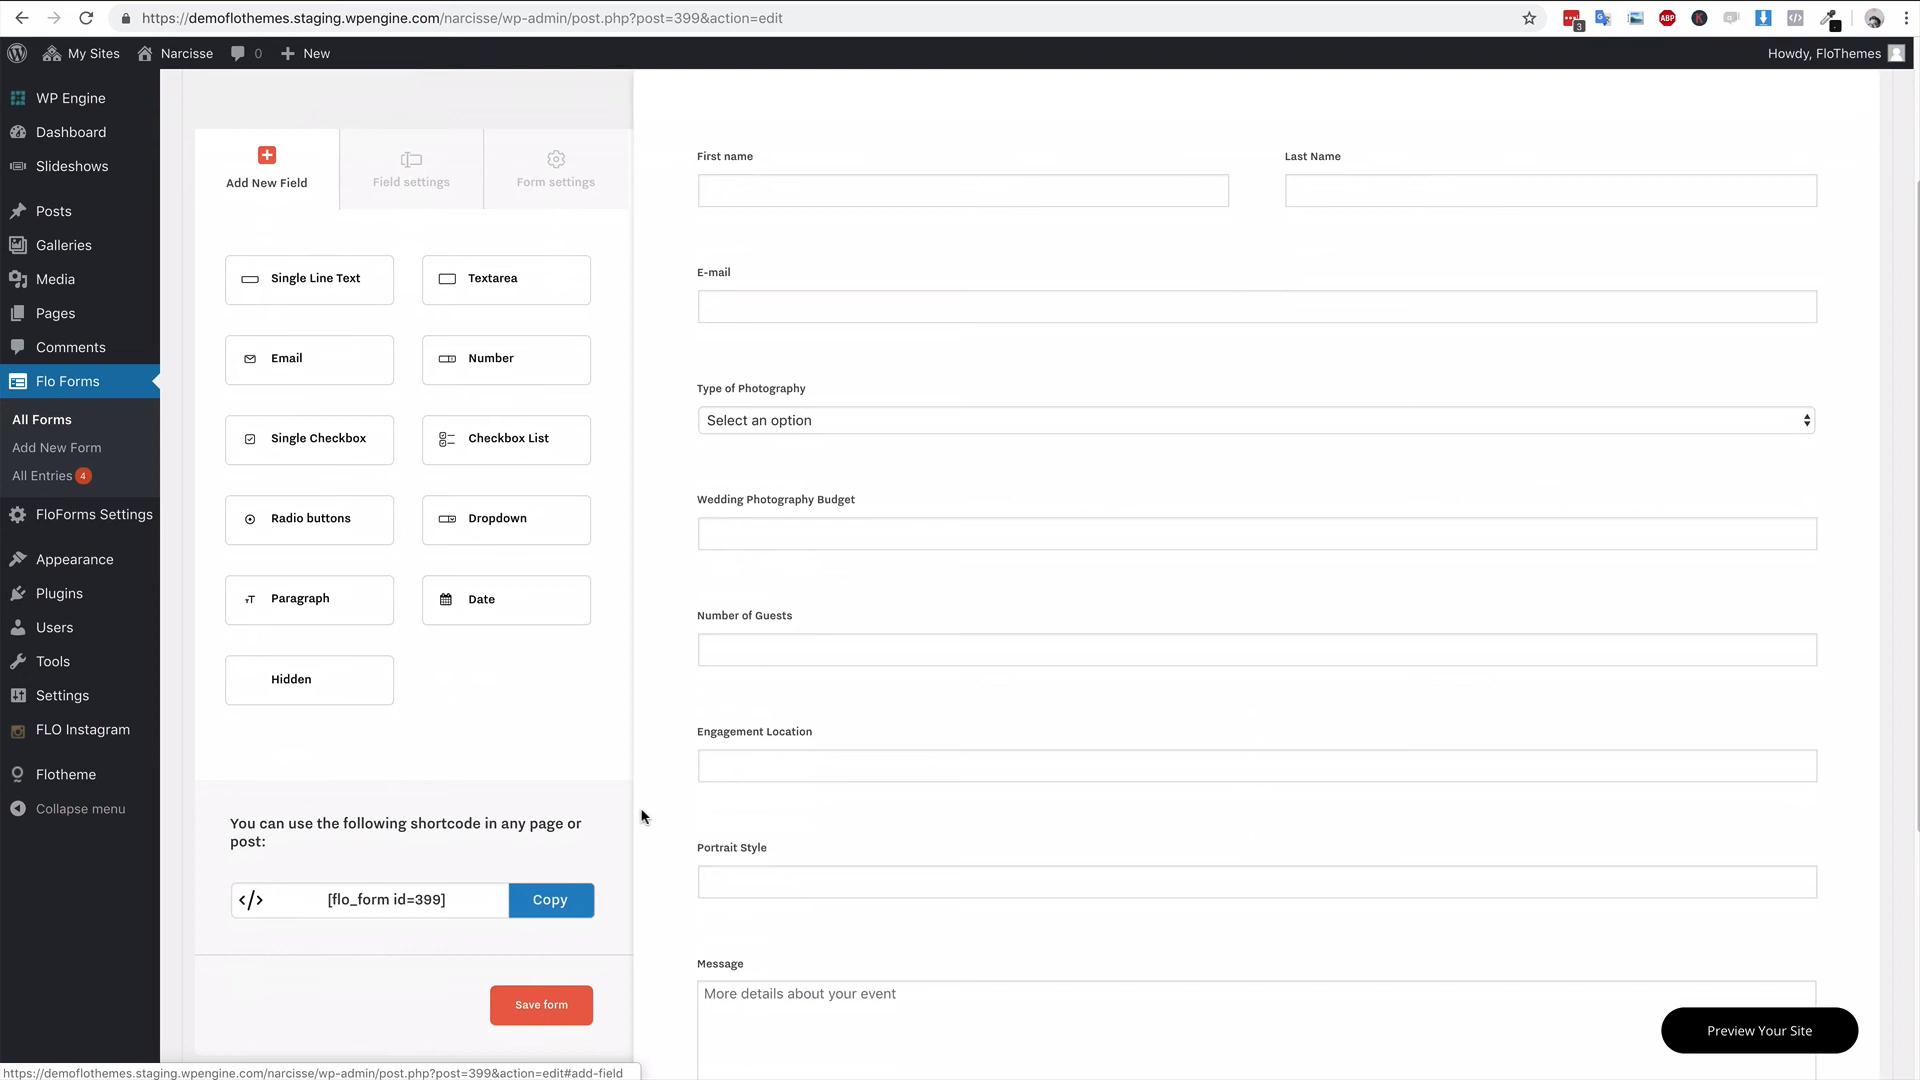 https://demoflothemes.staging.wpengine.com/narcisse/wp-admin/post.php?post=399&action=edit
3
ABP
K
My Sites
Narcisse
0
New
Howdy, FloThemes
WP Engine
Dashboard
Slideshows
Posts
Galleries
Media
Pages
Comments
Flo Forms
All Forms
Add New Form
All Entries 4
FloForms Settings
Appearance
Plugins
Users
Tools
Settings
FLO Instagram
Flotheme
Collapse menu
Add New Field
Field settings
Form settings
Single Line Text
Textarea
Email
Number
Single Checkbox
Checkbox List
Radio buttons
Dropdown
Paragraph
Date
Hidden
You can use the following shortcode in any page or
post:
</> [flo_form id=399]
Copy
Save form
First name
Last Name
E-mail
Type of Photography
Select an option
Wedding Photography Budget
Number of Guests
Engagement Location
Portrait Style
Message
More details about your event
Preview Your Site
https://demoflothemes.staging.wpengine.com/narcisse/wp-admin/post.php?post=399&action=edit#add-field